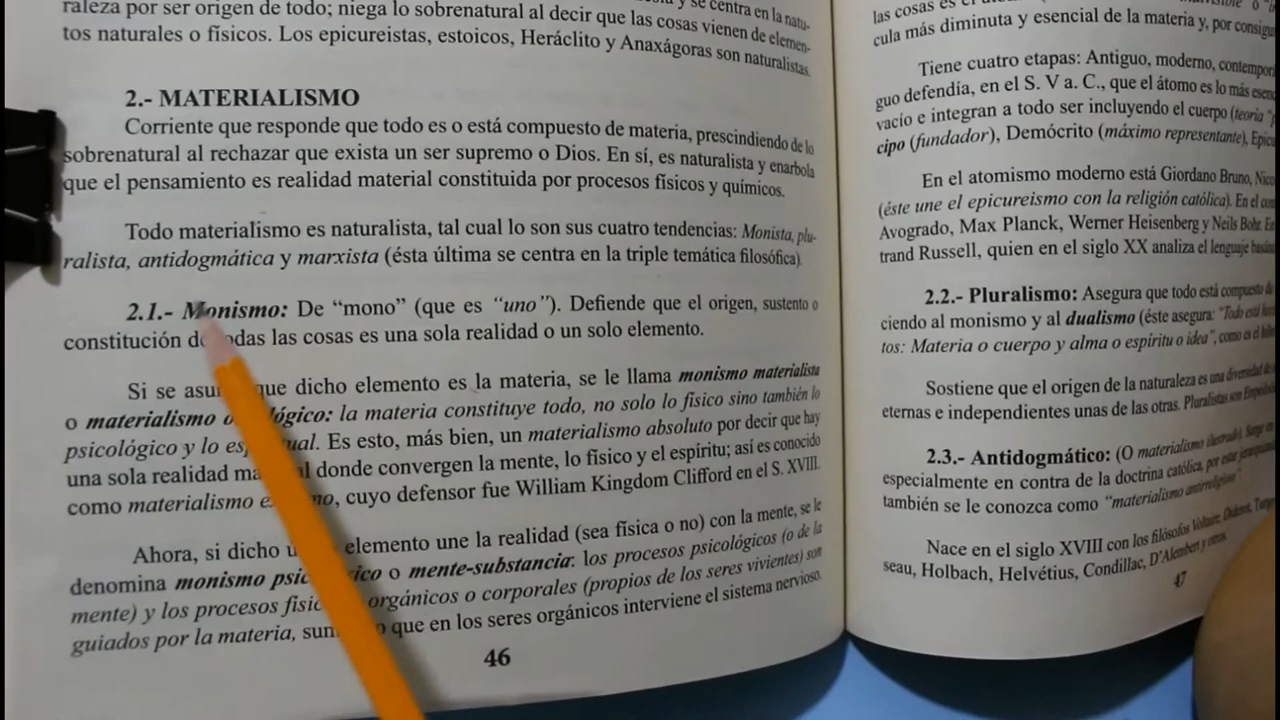 raleza por ser origen de todo; niega lo sobrenatural al decir que las cosas vienen de elemen-
tos naturales o físicos. Los epicureistas, estoicos, Heráclito y Anaxágoras son naturalistas.
2.- MATERIALISMO
Corriente que responde que todo es o está compuesto de materia, prescindiendo de lo
sobrenatural al rechazar que exista un ser supremo o Dios. En sí, es naturalista y enarbola
que el pensamiento es realidad material constituida por procesos físicos y químicos.
Todo materialismo es naturalista, tal cual lo son sus cuatro tendencias: Monista, plu-
ralista, antidogmática y marxista (ésta última se centra en la triple temática filosófica).
2.1.- Monismo: De “mono” (que es “uno”). Defiende que el origen, sustento o
constitución de todas las cosas es una sola realidad o un solo elemento.
Si se que dicho elemento es la materia, se le llama monismo materialista
o materialismo la materia constituye todo, no solo lo físico sino también lo
psicológico y lo Es esto, más bien, un materialismo absoluto por decir que hay
una sola realidad donde convergen la mente, lo físico y el espíritu; así es conocido
como materialismo cuyo defensor fue William Kingdom Clifford en el S. XVIII.
Ahora, si dicho elemento une la realidad (sea física o no) con la mente, se le
denomina monismo o mente-substancia: los procesos psicológicos (o de la
mente) y los procesos orgánicos o corporales (propios de los seres vivientes) son
guiados por la materia, que en los seres orgánicos interviene el sistema nervioso.
46
las cosas es
cula más diminuta y esencial de la materia y, por
Tiene cuatro etapas: Antiguo, moderno,
guo defendía, en el S. V a. C., que el átomo es lo más
vacío e integran a todo ser incluyendo el cuerpo (teoría
cipo (fundador), Demócrito (máximo representante),
En el atomismo moderno está Giordano Bruno,
(éste une el epicureismo con la religión católica). En el
Avogrado, Max Planck, Werner Heisenberg y Neils Bohr.
trand Russell, quien en el siglo XX analiza el lenguaje
2.2.- Pluralismo: Asegura que todo está compuesto
ciendo al monismo y al dualismo (éste asegura: “Todo está
tos: Materia o cuerpo y alma o espíritu o idea”, como es el
Sostiene que el origen de la naturaleza es una diversidad
eternas e independientes unas de las otras. Pluralistas son
2.3.- Antidogmático: (O materialismo ilustrado). Surge
especialmente en contra de la doctrina católica, por estar
también se le conozca como “materialismo antirreligioso”
Nace en el siglo XVIII con los filósofos Voltaire, Diderot,
seau, Holbach, Helvétius, Condillac, D’Alembert y otros.
47